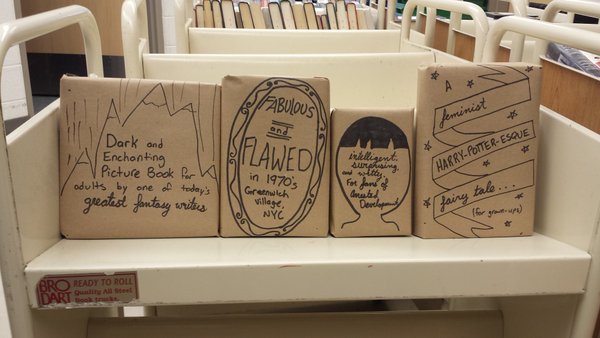 Dark and
Enchanting
Picture Book for
adults by one of today's
greatest fantasy writers
FABULOUS
and
FLAWED
in 1970's
Greenwich
Village,
NYC
intelligent,
surprising
and witty,
For fans of
Arrested
Development
A
feminist
HARRY-POTTER-ESQUE
fairy tale...
(For grown-ups)
BRO
DART
READY TO ROLL
Quality All Steel
Book trucks.